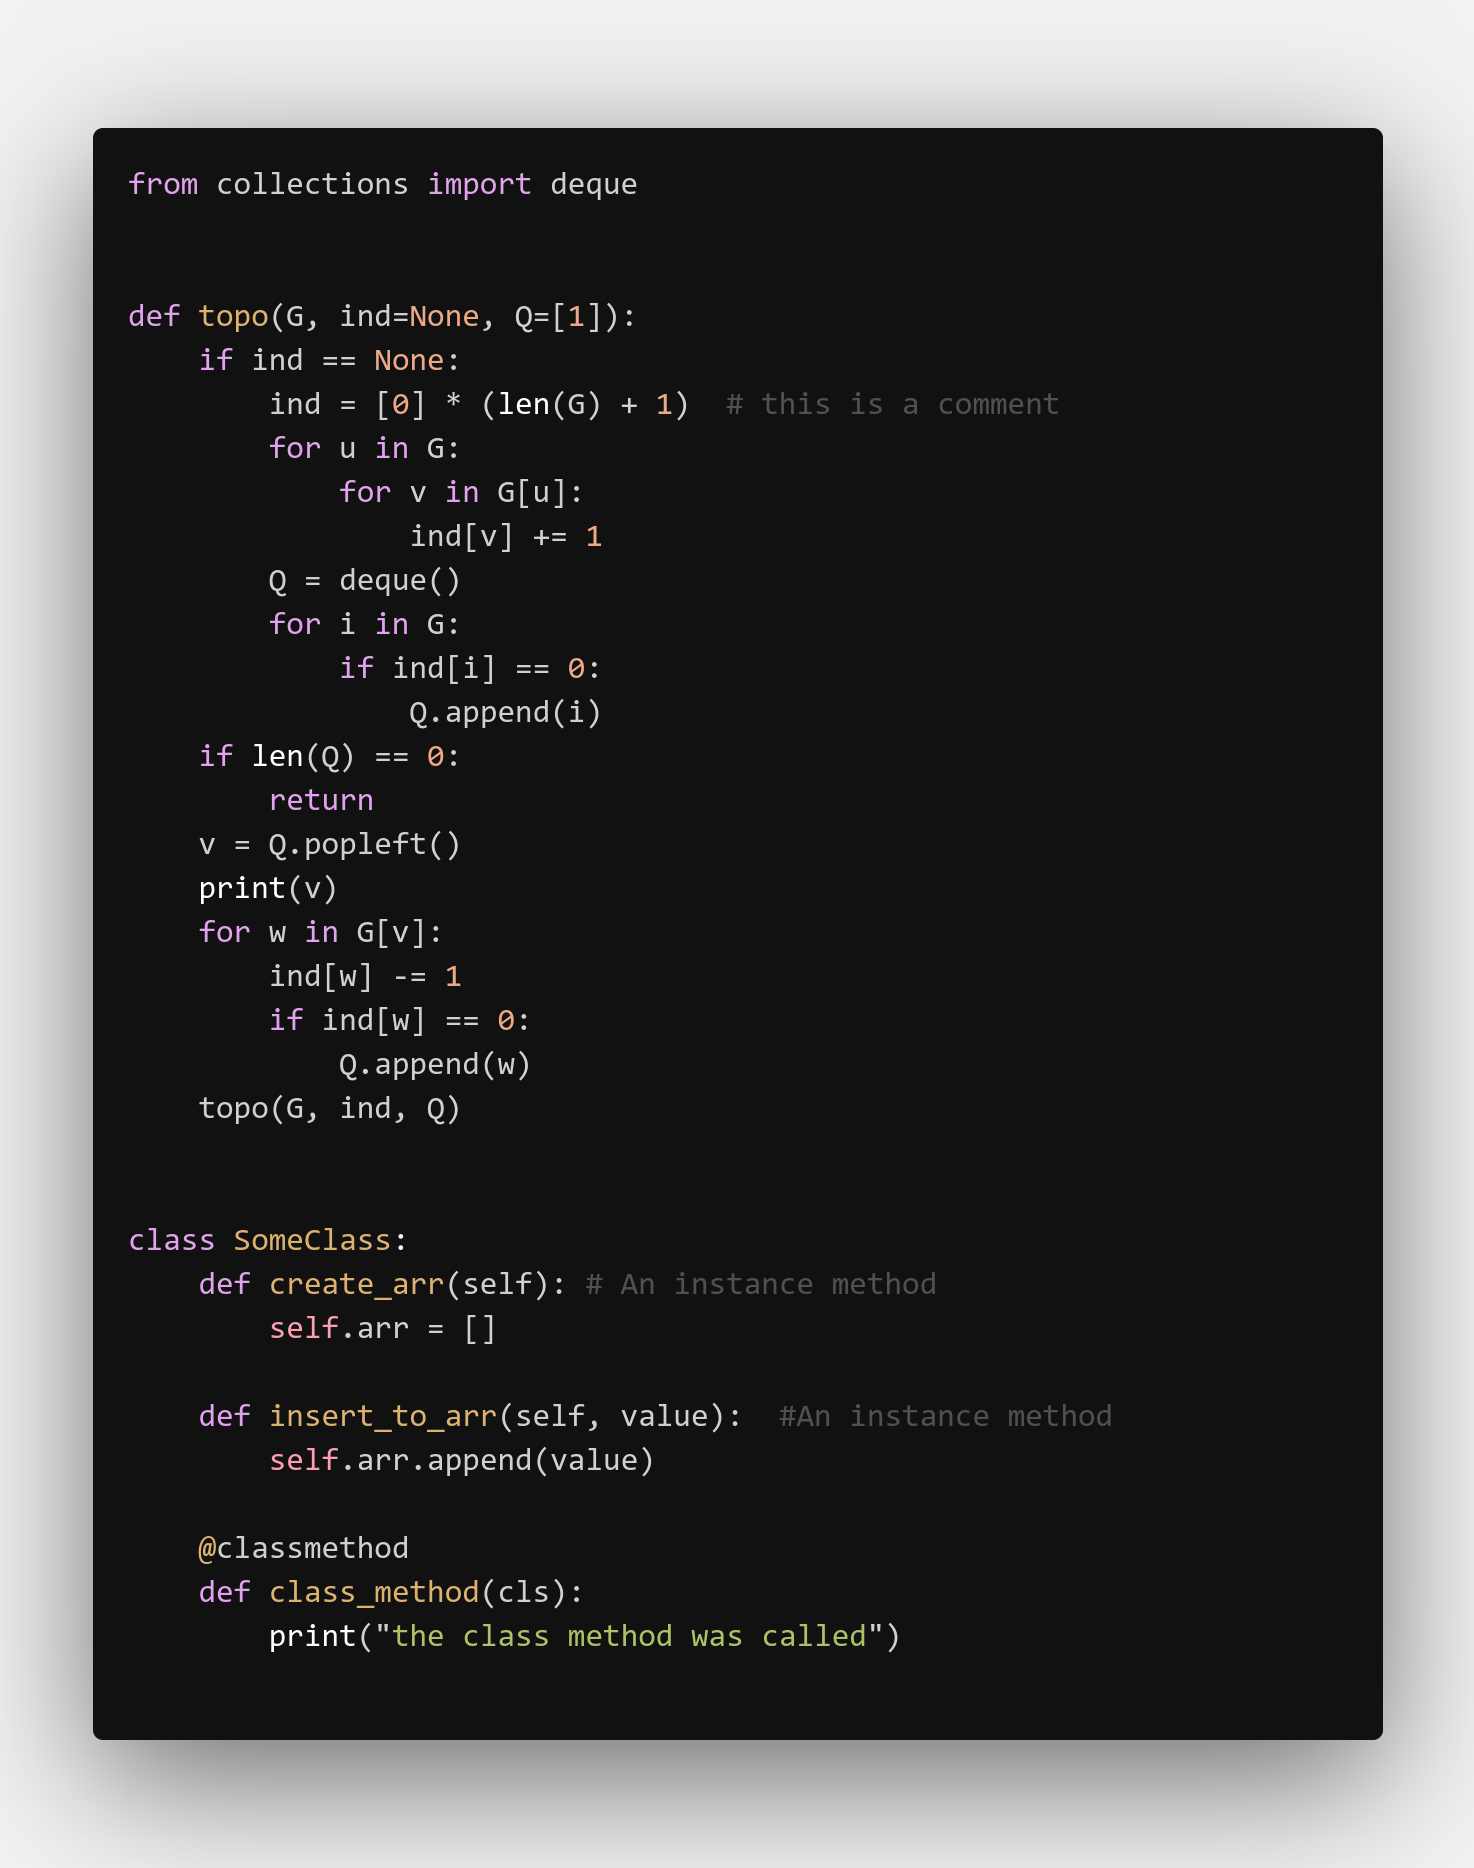 from collections import deque


def topo(G, ind=None, Q=[1]):
    if ind == None:
        ind = [0] * (len(G) + 1)  # this is a comment
        for u in G:
            for v in G[u]:
                ind[v] += 1
        Q = deque()
        for i in G:
            if ind[i] == 0:
                Q.append(i)
    if len(Q) == 0:
        return
    v = Q.popleft()
    print(v)
    for w in G[v]:
        ind[w] -= 1
        if ind[w] == 0:
            Q.append(w)
    topo(G, ind, Q)


class SomeClass:
    def create_arr(self): # An instance method
        self.arr = []

    def insert_to_arr(self, value):  #An instance method
        self.arr.append(value)

    @classmethod
    def class_method(cls):
        print("the class method was called")